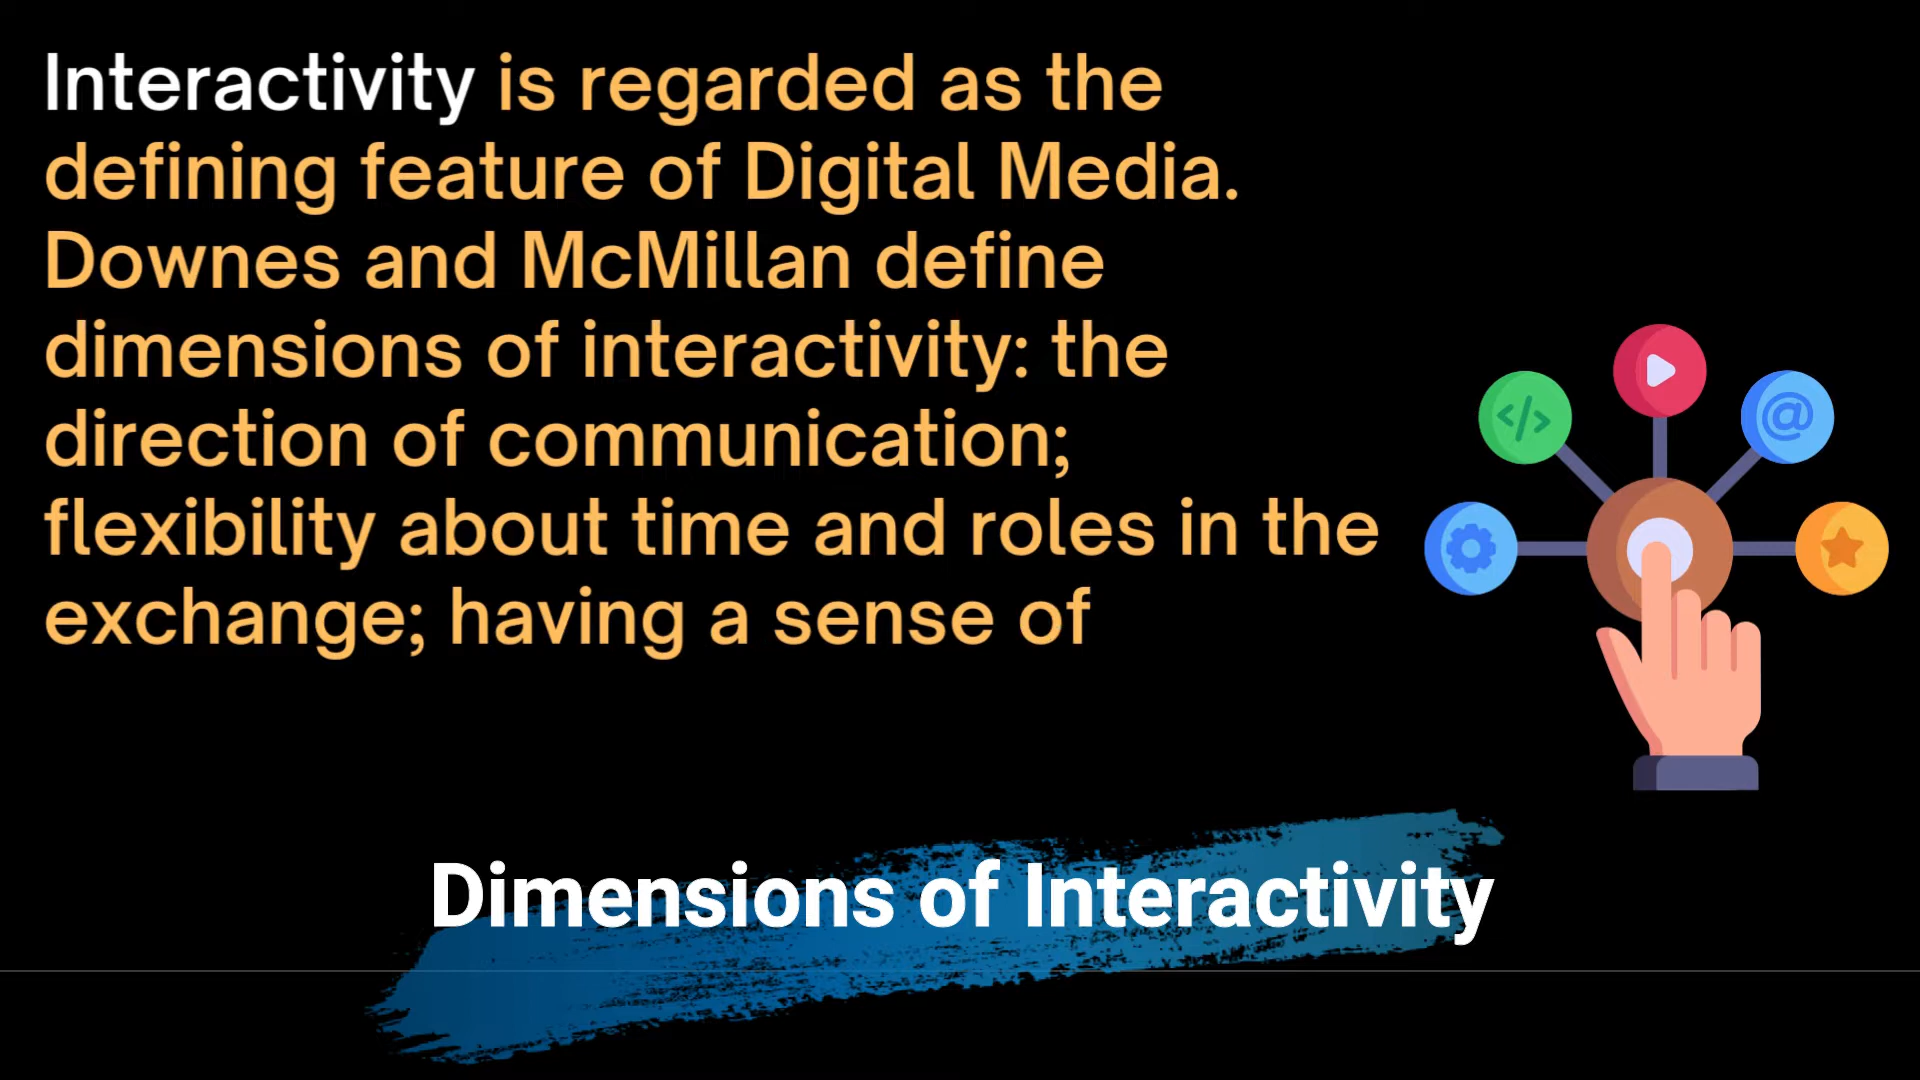 Interactivity is regarded as the
defining feature of Digital Media.
Downes and McMillan define
dimensions of interactivity: the
direction of communication;
flexibility about time and roles in the
exchange; having a sense of
</>
@
Dimensions of Interactivity